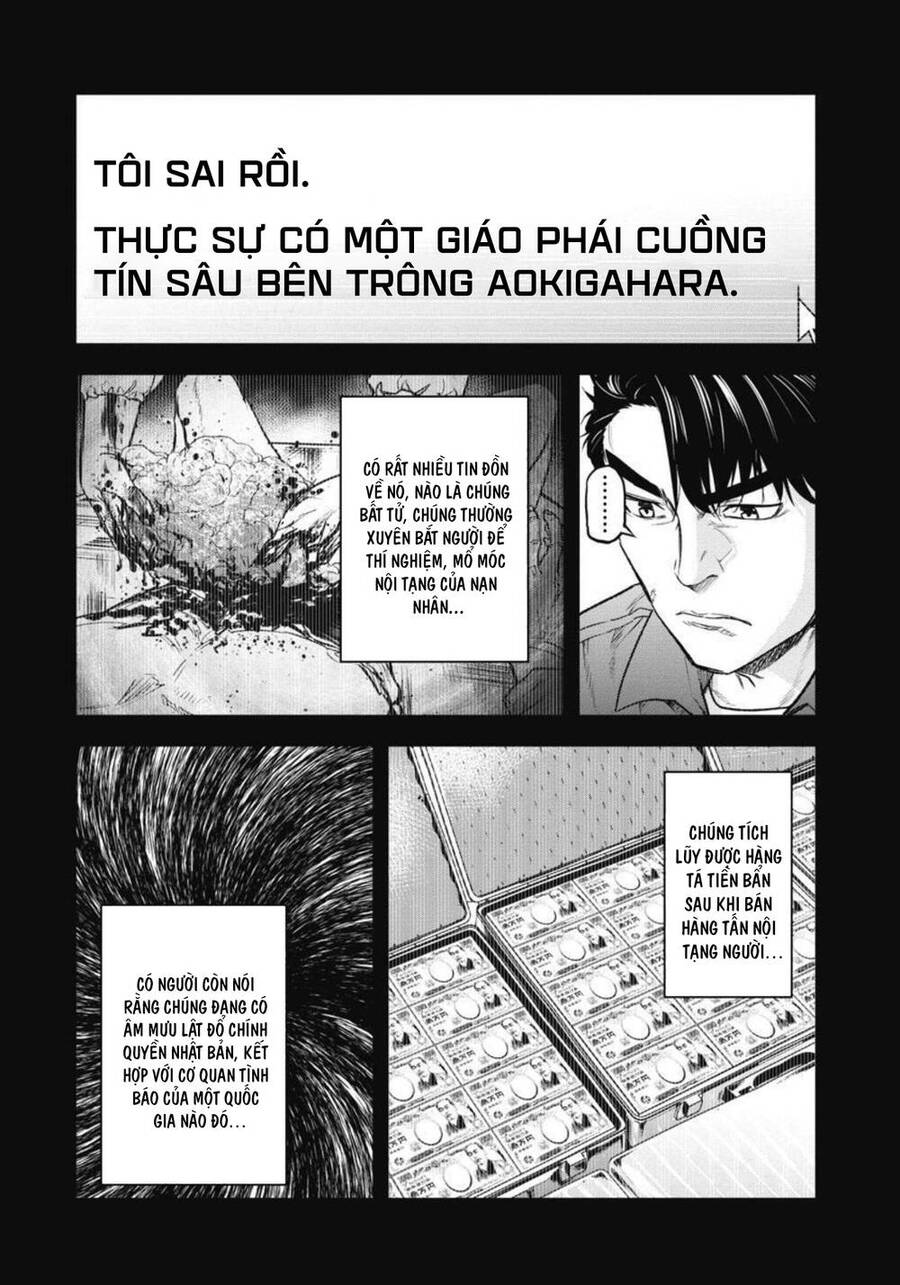 TÔI SAI RỒI.
THỰC SỰ CÓ MỘT GIÁO PHÁI CUỒNG
TÍN SÂU BÊN TRÔNG AOKIGAHARA.
.......
CÓ RẤT NHIỀU TIN ĐỒN
VỀ NÓ, NÀO LÀ CHÚNG
BẤT TỬ, CHÚNG THƯỜNG
XUYÊN BẮT NGƯỜI ĐỂ
THÍ NGHIỆM, MỔ MÓC
NỘI TẠNG CỦA NẠN
NHÂN...
CHÚNG TÍCH
LŨY ĐƯỢC HÀNG
TÁ TIỀN BẨN
SAU KHI BÁN
HÀNG TẤN NỘI
TẠNG NGƯỜI...
CÓ NGƯỜI CÒN NÓI
RẰNG CHÚNG ĐANG CÓ
ÂM MƯU LẬT ĐỔ CHÍNH
QUYỀN NHẬT BẢN, KẾT
HỢP VỚI CƠ QUAN TÌNH
BÁO CỦA MỘT QUỐC
GIA NÀO ĐÓ...